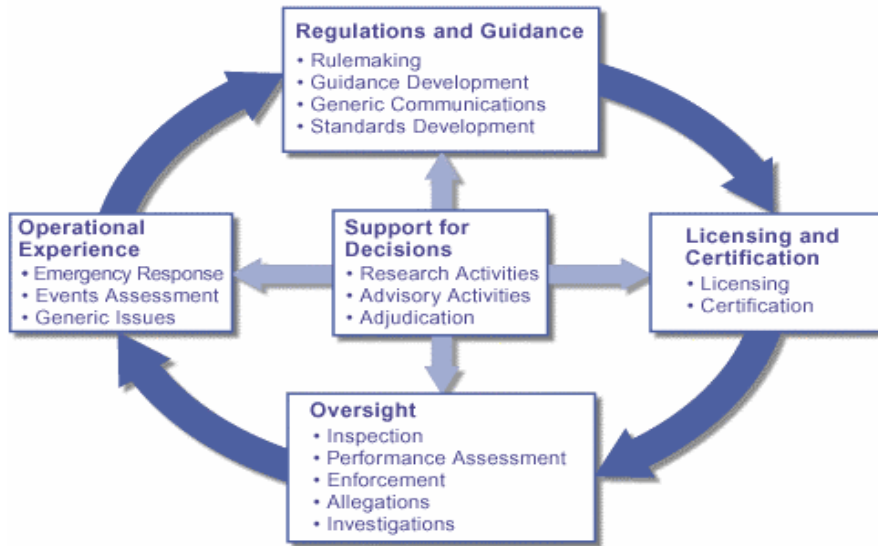 Regulations and Guidance
• Rulemaking
• Guidance Development
• Generic Communications
• Standards Development
Operational
Experience
• Emergency Response
• Events Assessment
• Generic Issues
Support for
Decisions
• Research Activities
• Advisory Activities
• Adjudication
Licensing and
Certification
• Licensing
• Certification
Oversight
• Inspection
• Performance Assessment
• Enforcement
• Allegations
• Investigations